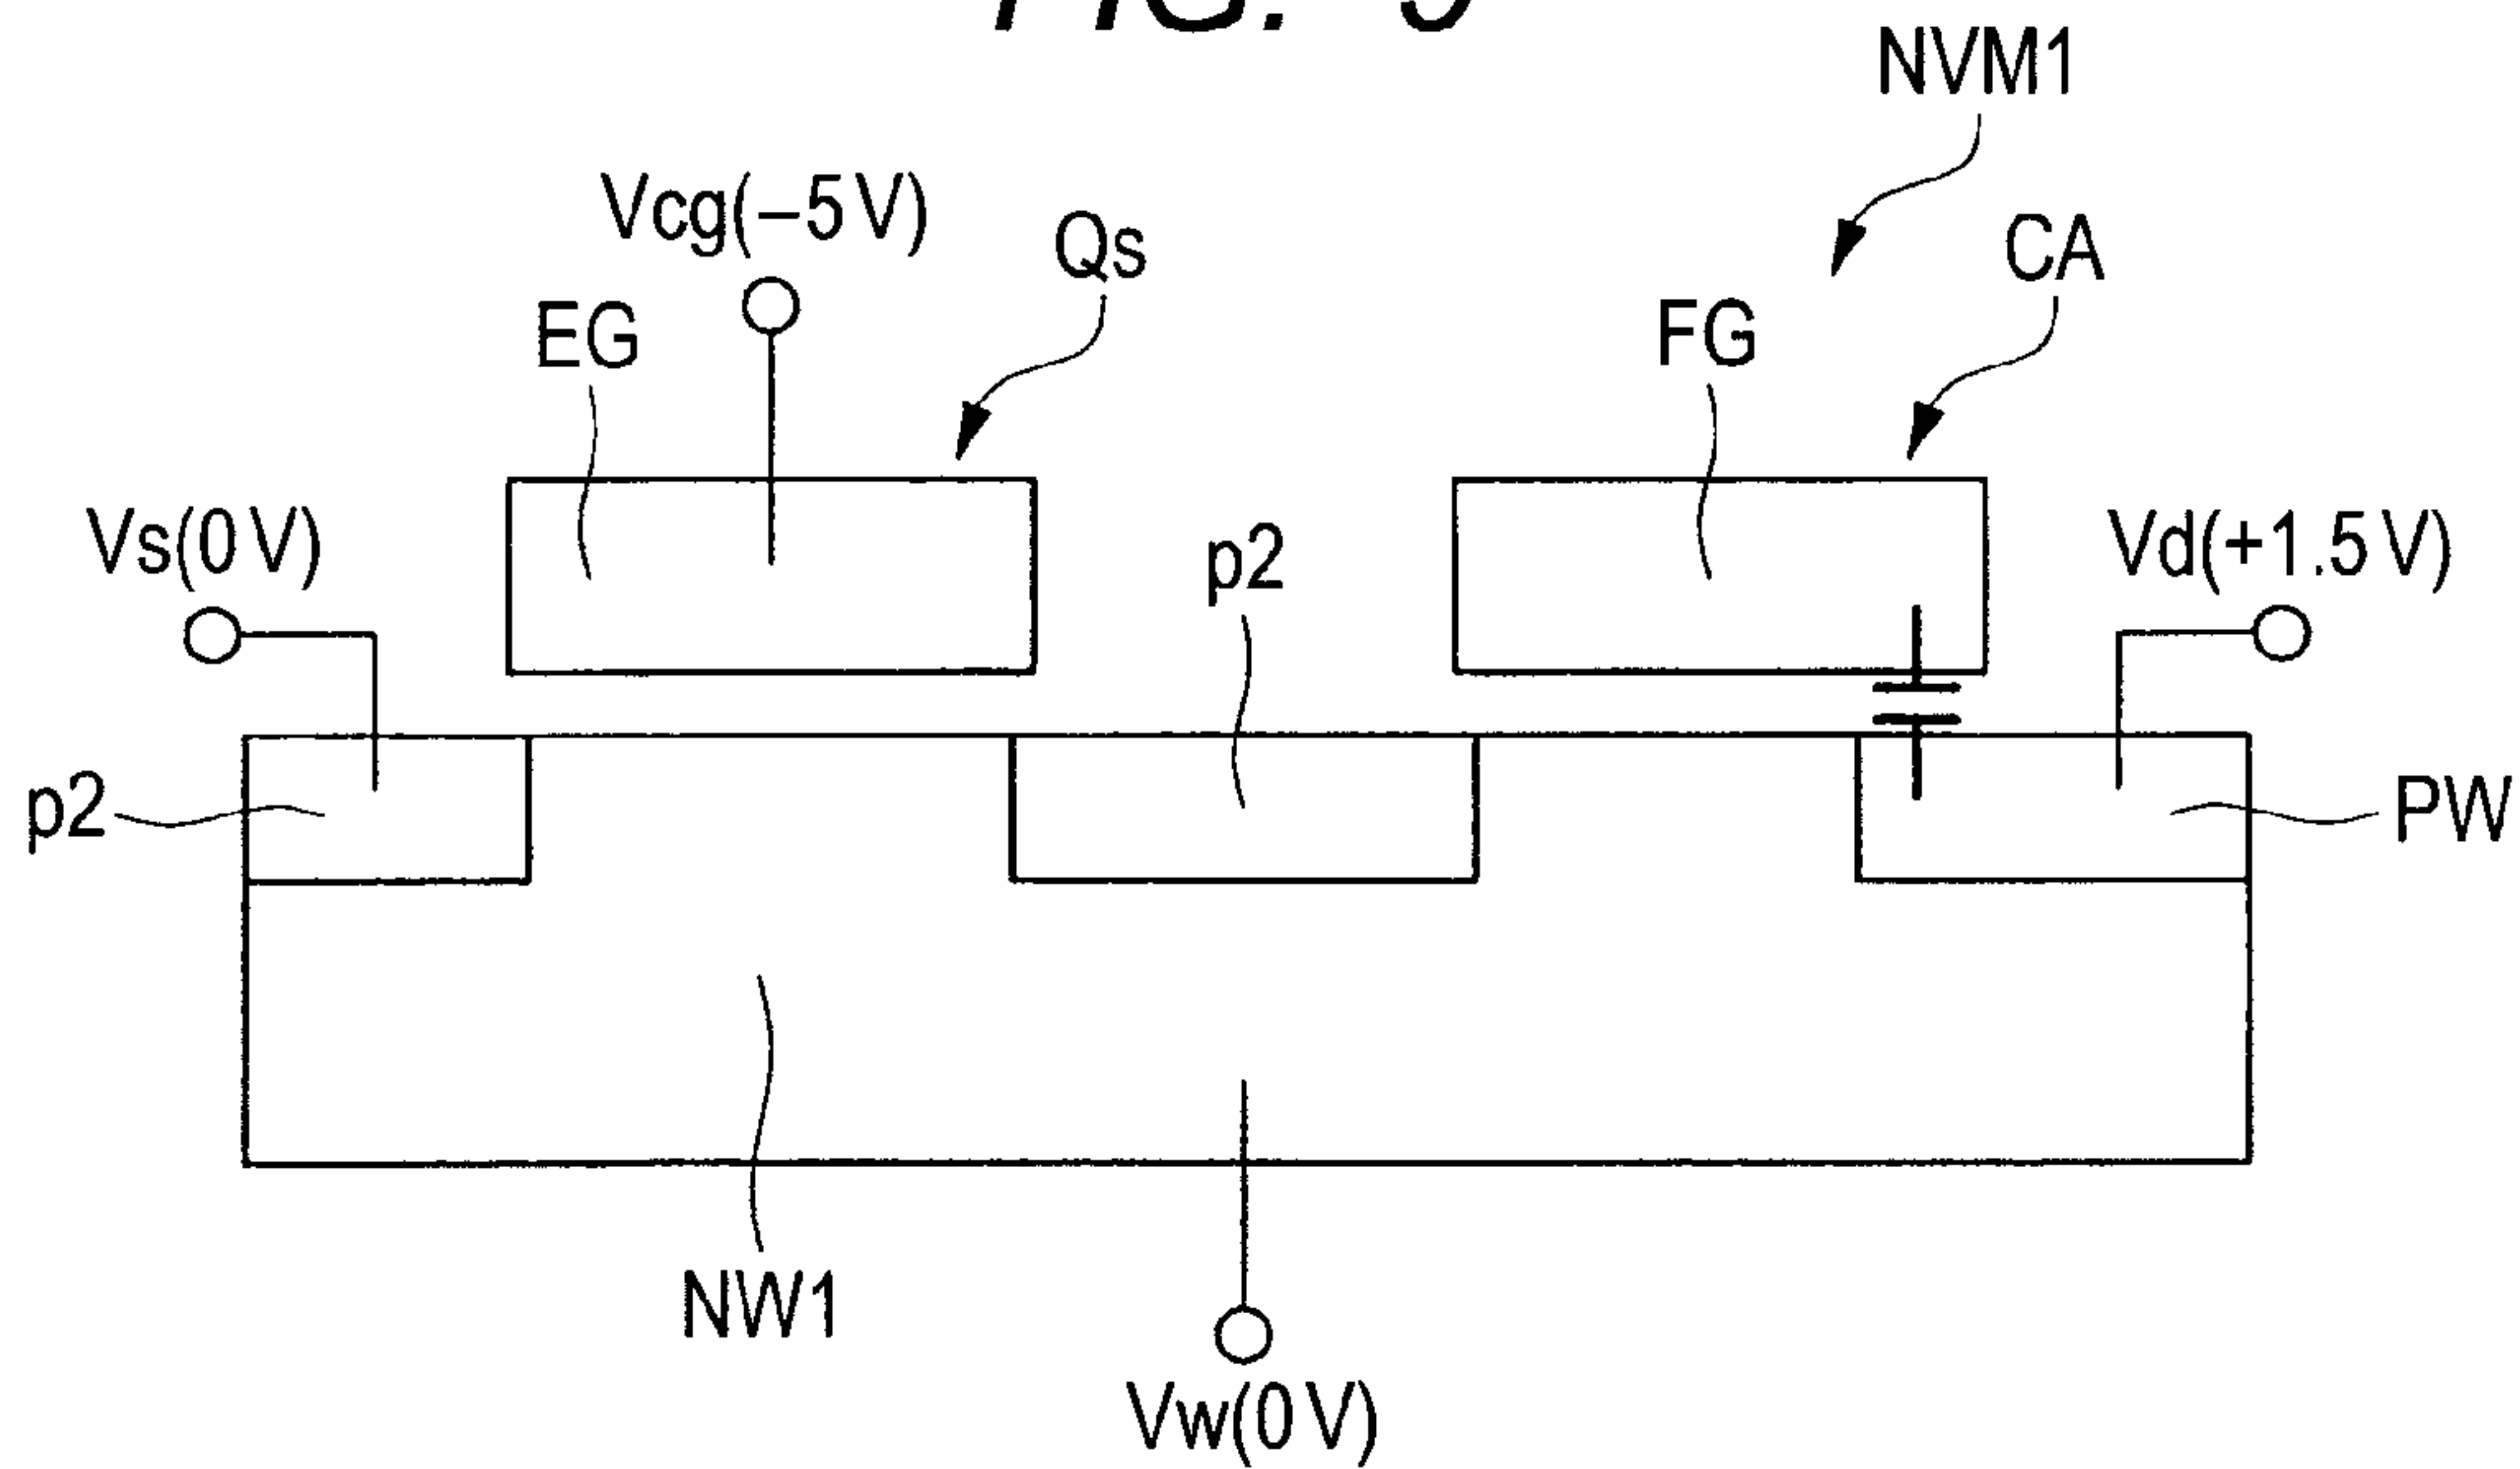 NVM1
Vcg(–5 V)
Qs
CA
EG
FG
Vs(0 V)
p2
Vd(+1.5 V)
p2
PW
NW1
Vw(0 V)